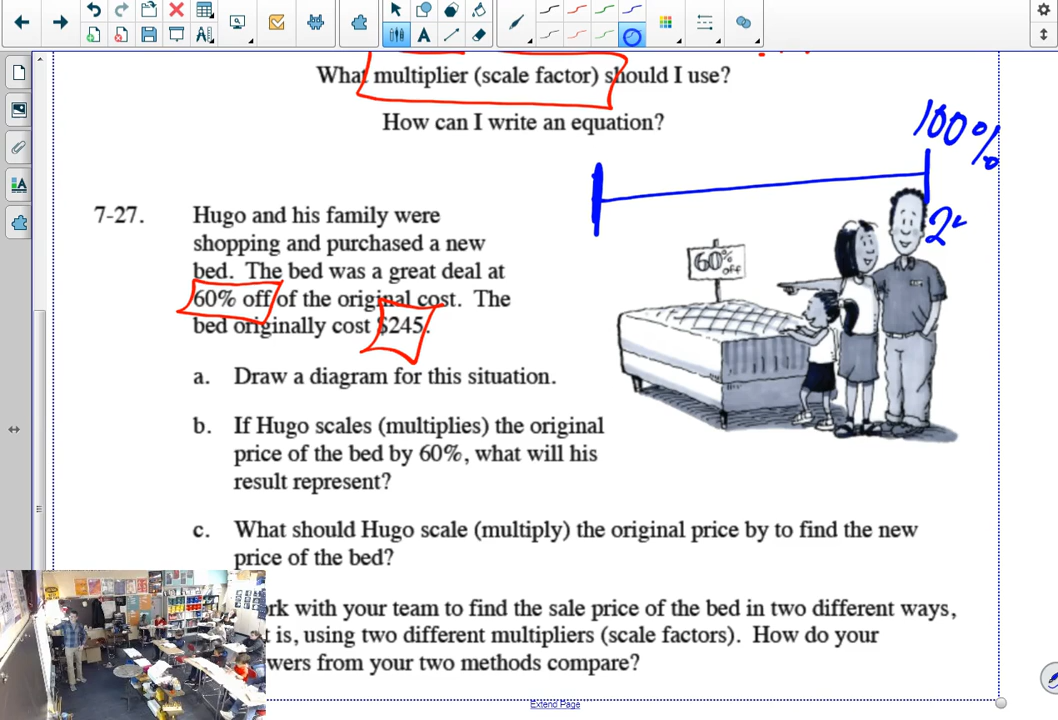 What multiplier (scale factor) should I use?
How can I write an equation?
100%
7-27. Hugo and his family were
shopping and purchased a new
bed. The bed was a great deal at
60% off of the original cost. The
bed originally cost $245.
2
60%
off
a. Draw a diagram for this situation.
b. If Hugo scales (multiplies) the original
price of the bed by 60%, what will his
result represent?
c. What should Hugo scale (multiply) the original price by to find the new
price of the bed?
rk with your team to find the sale price of the bed in two different ways,
t is, using two different multipliers (scale factors). How do your
wers from your two methods compare?
Extend Page